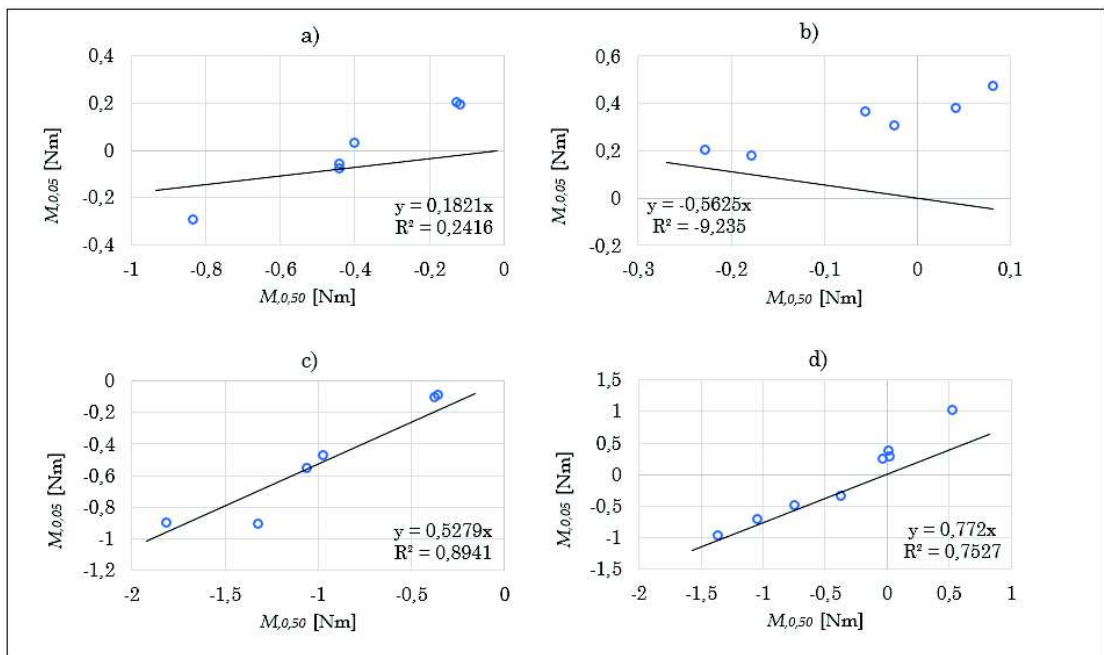 a)
0,4
0,2
0
-0,2
-0,4
M,0,05 [Nm]
y = 0,1821x
R² = 0,2416
-1 -0,8 -0,6 -0,4 -0,2 0
M,0,50 [Nm]
b)
0,6
0,4
0,2
0
-0,2
M,0,05 [Nm]
y = -0,5625x
R² = -9,235
-0,3 -0,2 -0,1 0 0,1
M,0,50 [Nm]
c)
0
-0,2
-0,4
-0,6
-0,8
-1
-1,2
M,0,05 [Nm]
y = 0,5279x
R² = 0,8941
-2 -1,5 -1 -0,5 0
M,0,50 [Nm]
d)
1,5
1
0,5
0
-0,5
-1
-1,5
M,0,05 [Nm]
y = 0,772x
R² = 0,7527
-2 -1,5 -1 -0,5 0 0,5 1
M,0,50 [Nm]